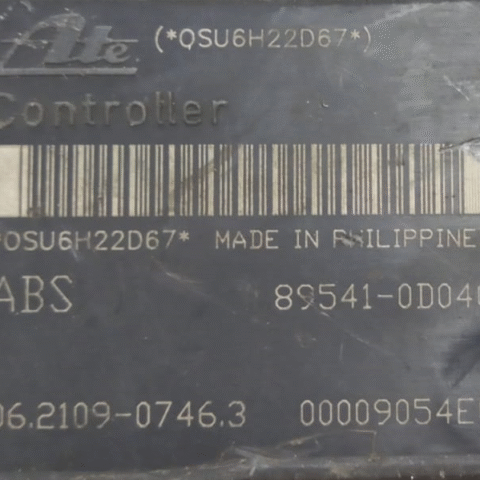 Ate (*QSU6H22D67*)
Controller
*QSU6H22D67* MADE IN PHILIPPINE
ABS 89541-0D04
06.2109-0746.3 00009054E